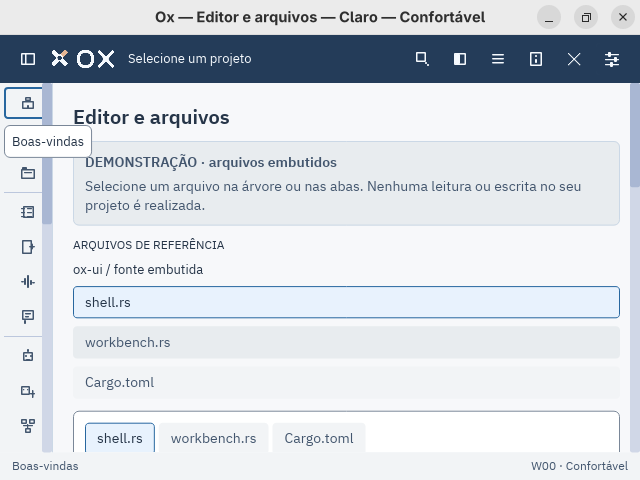 Ox — Editor e arquivos — Claro — Confortável
OX Selecione um projeto
Editor e arquivos
Boas-vindas
DEMONSTRAÇÃO · arquivos embutidos
Selecione um arquivo na árvore ou nas abas. Nenhuma leitura ou escrita no seu
projeto é realizada.
ARQUIVOS DE REFERÊNCIA
ox-ui / fonte embutida
shell.rs
workbench.rs
Cargo.toml
shell.rs workbench.rs Cargo.toml
Boas-vindas W00 · Confortável